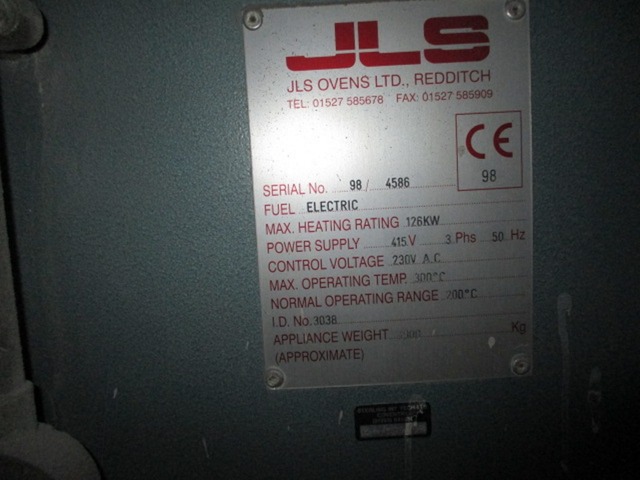 JLS
JLS OVENS LTD., REDDITCH
TEL: 01527 585678 FAX: 01527 585909
CE
98
SERIAL No. 98/ 4586
FUEL ELECTRIC
MAX. HEATING RATING 126KW
POWER SUPPLY 415 V 3 Phs 50 Hz
CONTROL VOLTAGE 230V A.C
MAX. OPERATING TEMP. 300°C
NORMAL OPERATING RANGE 200°C
I.D. No. 3038
APPLIANCE WEIGHT Kg
(APPROXIMATE)